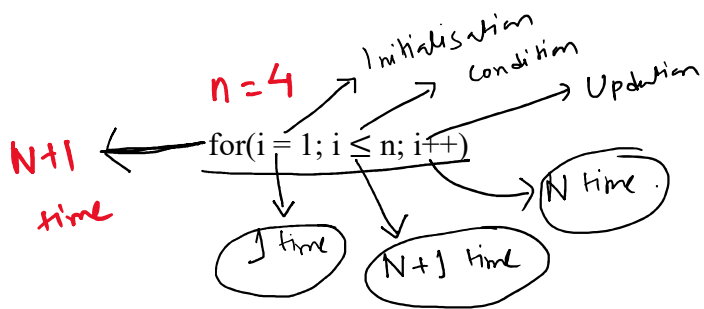 Initialisation
condition
Updation
n = 4
for(i = 1; i ≤ n; i++)
N+1
time
1 time
N+1 time
N time.